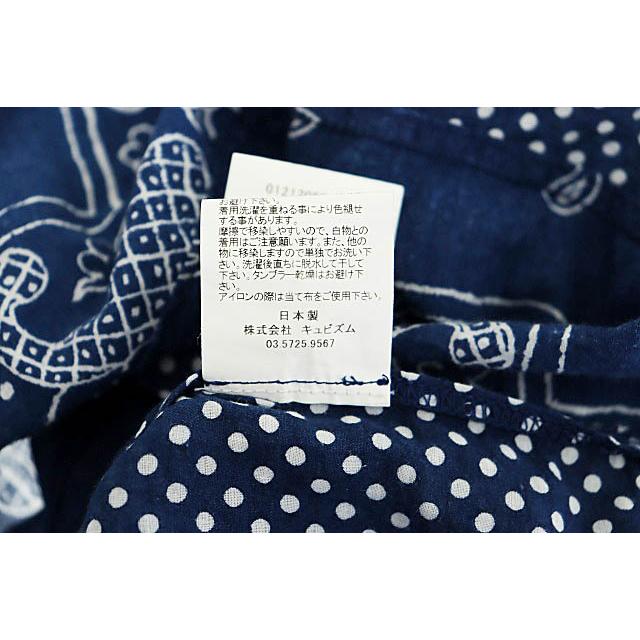 お避け下さい。
着用洗濯を重ねる事により色褪せ
する事があります。
摩擦で移染しやすいので、白物との
着用はご注意願います。また、他の
物に移染しますので単独でお洗い下
さい。洗濯後直ちに脱水して干して
下さい。タンブラー乾燥はお避け下
さい。
アイロンの際は当て布をご使用下さい。
日本製
株式会社 キュビズム
03.5725.9567